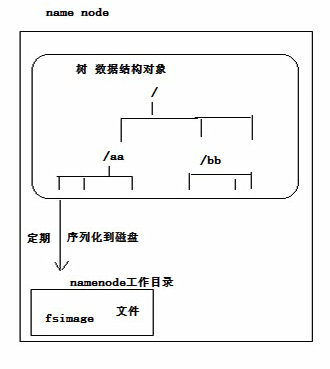 name node
树 数据结构对象
/
/aa
/bb
定期
序列化到磁盘
namenode工作目录
文件
fsimage